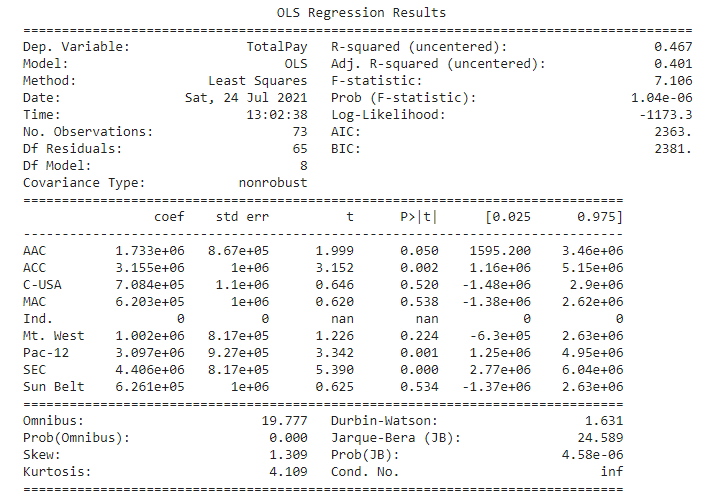 OLS Regression Results
==============================================================================
Dep. Variable: TotalPay R-squared (uncentered): 0.467
Model: OLS Adj. R-squared (uncentered): 0.401
Method: Least Squares F-statistic: 7.106
Date: Sat, 24 Jul 2021 Prob (F-statistic): 1.04e-06
Time: 13:02:38 Log-Likelihood: -1173.3
No. Observations: 73 AIC: 2363.
Df Residuals: 65 BIC: 2381.
Df Model: 8
Covariance Type: nonrobust
==============================================================================
coef std err t P>|t| [0.025 0.975]
------------------------------------------------------------------------------
AAC 1.733e+06 8.67e+05 1.999 0.050 1595.200 3.46e+06
ACC 3.155e+06 1e+06 3.152 0.002 1.16e+06 5.15e+06
C-USA 7.084e+05 1.1e+06 0.646 0.520 -1.48e+06 2.9e+06
MAC 6.203e+05 1e+06 0.620 0.538 -1.38e+06 2.62e+06
Ind. 0 0 nan nan 0 0
Mt. West 1.002e+06 8.17e+05 1.226 0.224 -6.3e+05 2.63e+06
Pac-12 3.097e+06 9.27e+05 3.342 0.001 1.25e+06 4.95e+06
SEC 4.406e+06 8.17e+05 5.390 0.000 2.77e+06 6.04e+06
Sun Belt 6.261e+05 1e+06 0.625 0.534 -1.37e+06 2.63e+06
==============================================================================
Omnibus: 19.777 Durbin-Watson: 1.631
Prob(Omnibus): 0.000 Jarque-Bera (JB): 24.589
Skew: 1.309 Prob(JB): 4.58e-06
Kurtosis: 4.109 Cond. No. inf
==============================================================================